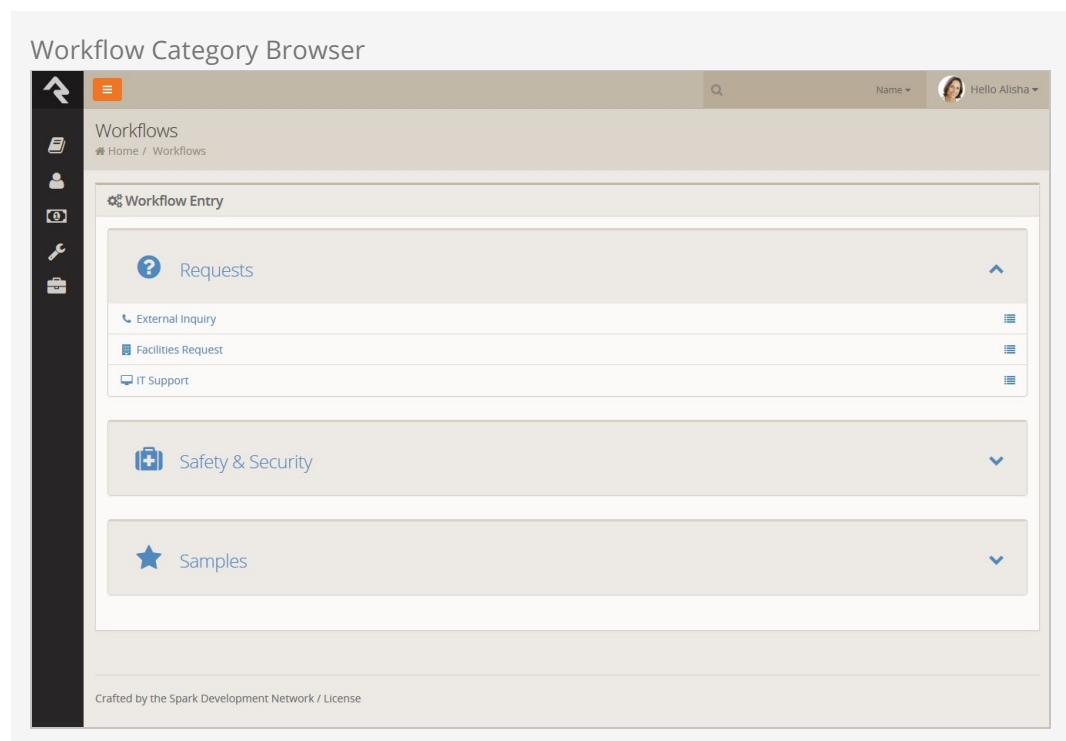 Workflow Category Browser
Name
Hello Alisha
Workflows
Home / Workflows
Workflow Entry
Requests
External Inquiry
Facilities Request
IT Support
Safety & Security
Samples
Crafted by the Spark Development Network / License